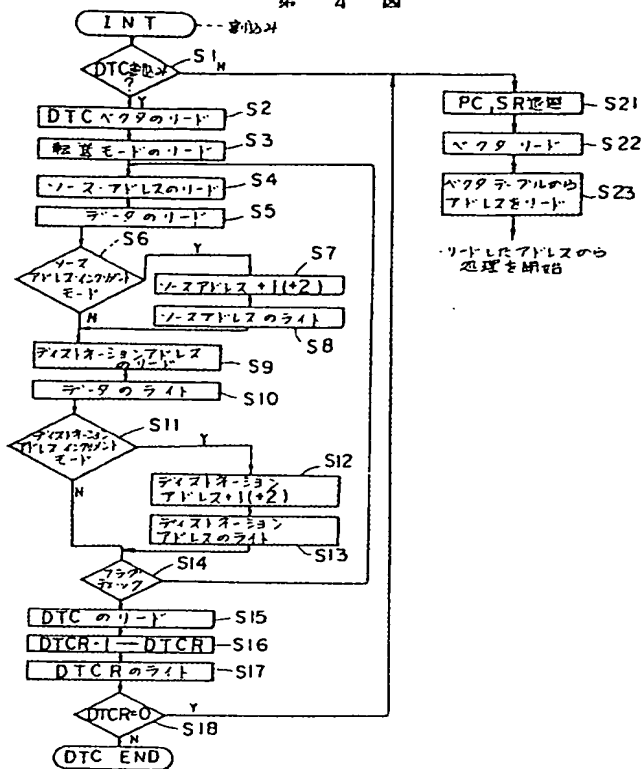 第 4 図
INT
割込み
S1
DTC割込み
?
N
Y
DTCベクタのリード
S2
転送モードのリード
S3
S4
ソース・アドレスのリード
データのリード
S5
S6
ソース
アドレスインクリメント
モード
Y
N
S7
ソースアドレス +1(+2)
ソースアドレスのライト
S8
ディストネーションアドレス
のリード
S9
データのライト
S10
S11
ディストネーション
アドレスインクリメント
モード
Y
N
S12
ディストネーション
アドレス+1(+2)
ディストネーション
アドレスのライト
S13
S14
フラグ
チェック
DTC のリード
S15
DTCR-1—DTCR
S16
DTCRのライト
S17
DTCR=0
Y
S18
N
DTC END
PC,SR退避
S21
ベクタ リード
S22
ベクタテーブルから
アドレスをリード
S23
リードしたアドレスから
処理を開始